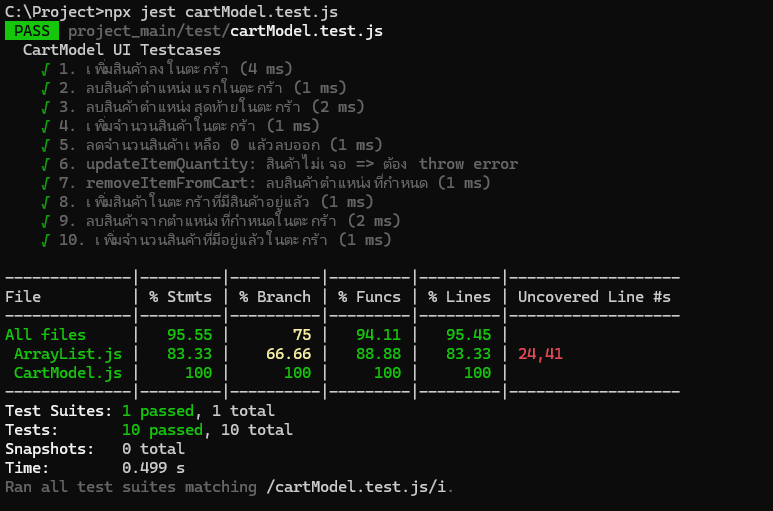 C:\Project>npx jest cartModel.test.js
PASS project_main/test/cartModel.test.js
CartModel UI Testcases
√ 1. เพิ่มสินค้าลงในตะกร้า (4 ms)
√ 2. ลบสินค้าตำแหน่งแรกในตะกร้า (1 ms)
√ 3. ลบสินค้าตำแหน่งสุดท้ายในตะกร้า (2 ms)
√ 4. เพิ่มจำนวนสินค้าในตะกร้า (1 ms)
√ 5. ลดจำนวนสินค้าเหลือ 0 แล้วลบออก (1 ms)
√ 6. updateItemQuantity: สินค้าไม่เจอ => ต้อง throw error
√ 7. removeItemFromCart: ลบสินค้าตำแหน่งที่กำหนด (1 ms)
√ 8. เพิ่มสินค้าในตะกร้าที่มีสินค้าอยู่แล้ว (1 ms)
√ 9. ลบสินค้าจากตำแหน่งที่กำหนดในตะกร้า (2 ms)
√ 10. เพิ่มจำนวนสินค้าที่มีอยู่แล้วในตะกร้า (1 ms)
--------------|---------|----------|---------|---------|-------------------
File | % Stmts | % Branch | % Funcs | % Lines | Uncovered Line #s
--------------|---------|----------|---------|---------|-------------------
All files | 95.55 | 75 | 94.11 | 95.45 |
ArrayList.js | 83.33 | 66.66 | 88.88 | 83.33 | 24,41
CartModel.js | 100 | 100 | 100 | 100 |
--------------|---------|----------|---------|---------|-------------------
Test Suites: 1 passed, 1 total
Tests: 10 passed, 10 total
Snapshots: 0 total
Time: 0.499 s
Ran all test suites matching /cartModel.test.js/i.